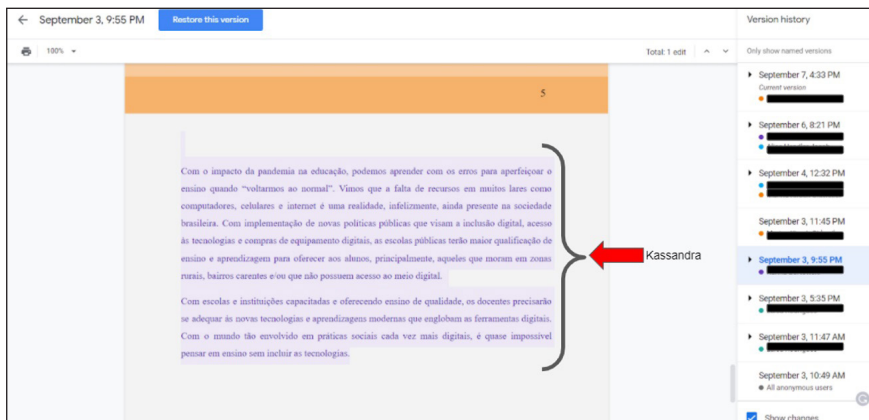 September 3, 9:55 PM
Restore this version
Version history
100%
Total: 1 edit
Only show named versions
5
Com o impacto da pandemia na educação, podemos aprender com os erros para aperfeiçoar o
ensino quando “voltarmos ao normal”. Vimos que a falta de recursos em muitos lares como
computadores, celulares e internet é uma realidade, infelizmente, ainda presente na sociedade
brasileira. Com implementação de novas políticas públicas que visam a inclusão digital, acesso
às tecnologias e compras de equipamento digitais, as escolas públicas terão maior qualificação de
ensino e aprendizagem para oferecer aos alunos, principalmente, aqueles que moram em zonas
rurais, bairros carentes e/ou que não possuem acesso ao meio digital.
Com escolas e instituições capacitadas e oferecendo ensino de qualidade, os docentes precisarão
se adequar às novas tecnologias e aprendizagens modernas que englobam as ferramentas digitais.
Com o mundo tão envolvido em práticas sociais cada vez mais digitais, é quase impossível
pensar em ensino sem incluir as tecnologias.
Kassandra
September 7, 4:33 PM
Current version
September 6, 8:21 PM
September 4, 12:32 PM
September 3, 11:45 PM
September 3, 9:55 PM
September 3, 5:35 PM
September 3, 11:47 AM
September 3, 10:49 AM
All anonymous users
Show changes